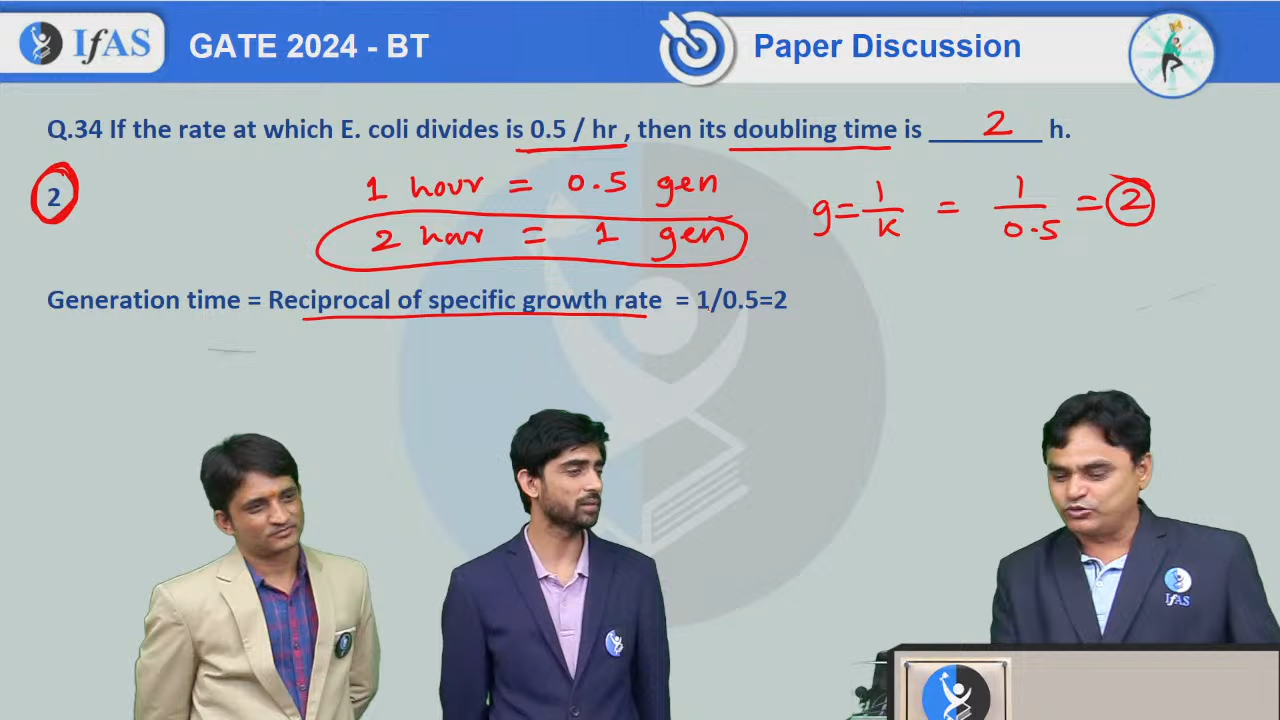 IfAS GATE 2024 - BT Paper Discussion
Q.34 If the rate at which E. coli divides is 0.5 / hr , then its doubling time is 2 h.
2
1 hour = 0.5 gen
2 hour = 1 gen
g = 1/K = 1/0.5 = 2
Generation time = Reciprocal of specific growth rate = 1/0.5=2
IfAS